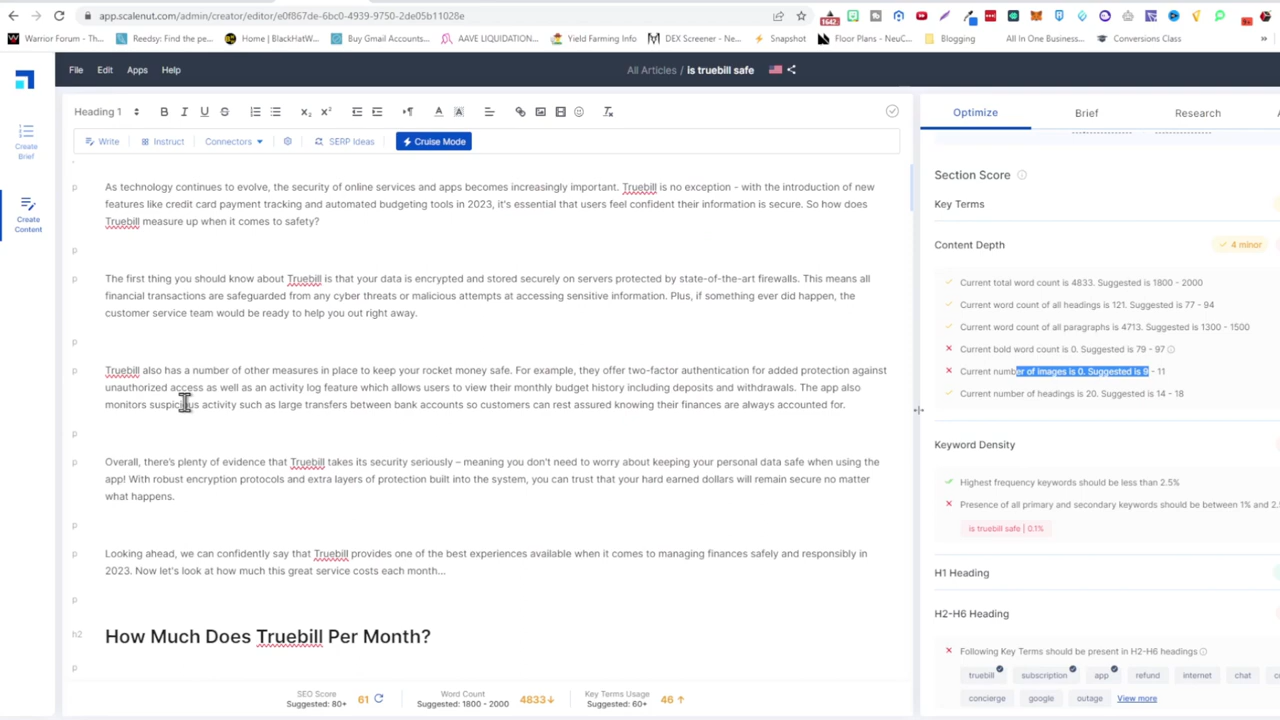 app.scalenut.com/admin/creator/editor/e0f867de-6bc0-4939-9750-2de05b11028e
1642
Warrior Forum - Th...
Reedsy: Find the pe...
Home | BlackHatW...
Buy Gmail Accounts...
AAVE LIQUIDATION...
Yield Farming Info
DEX Screener - Ne...
Snapshot
Floor Plans - NeuC...
Blogging
All In One Business...
Conversions Class
File Edit Apps Help
All Articles / is truebill safe
Create Brief
Create Content
Heading 1
Write Instruct Connectors SERP Ideas Cruise Mode
p As technology continues to evolve, the security of online services and apps becomes increasingly important. Truebill is no exception - with the introduction of new
features like credit card payment tracking and automated budgeting tools in 2023, it's essential that users feel confident their information is secure. So how does
Truebill measure up when it comes to safety?
p
p The first thing you should know about Truebill is that your data is encrypted and stored securely on servers protected by state-of-the-art firewalls. This means all
financial transactions are safeguarded from any cyber threats or malicious attempts at accessing sensitive information. Plus, if something ever did happen, the
customer service team would be ready to help you out right away.
p
p Truebill also has a number of other measures in place to keep your rocket money safe. For example, they offer two-factor authentication for added protection against
unauthorized access as well as an activity log feature which allows users to view their monthly budget history including deposits and withdrawals. The app also
monitors suspicious activity such as large transfers between bank accounts so customers can rest assured knowing their finances are always accounted for.
p
p Overall, there's plenty of evidence that Truebill takes its security seriously – meaning you don't need to worry about keeping your personal data safe when using the
app! With robust encryption protocols and extra layers of protection built into the system, you can trust that your hard earned dollars will remain secure no matter
what happens.
p
p Looking ahead, we can confidently say that Truebill provides one of the best experiences available when it comes to managing finances safely and responsibly in
2023. Now let's look at how much this great service costs each month...
p
h2 How Much Does Truebill Per Month?
p
SEO Score
Suggested: 80+
61
Word Count
Suggested: 1800 - 2000
4833↓
Key Terms Usage
Suggested: 60+
46 ↑
Optimize Brief Research
Section Score
Key Terms
Content Depth
4 minor
Current total word count is 4833. Suggested is 1800 - 2000
Current word count of all headings is 121. Suggested is 77 - 94
Current word count of all paragraphs is 4713. Suggested is 1300 - 1500
Current bold word count is 0. Suggested is 79 - 97
Current number of images is 0. Suggested is 9 - 11
Current number of headings is 20. Suggested is 14 - 18
Keyword Density
Highest frequency keywords should be less than 2.5%
Presence of all primary and secondary keywords should be between 1% and 2.5
is truebill safe | 0.1%
H1 Heading
H2-H6 Heading
Following Key Terms should be present in H2-H6 headings
truebill subscription app refund internet chat
concierge google outage View more